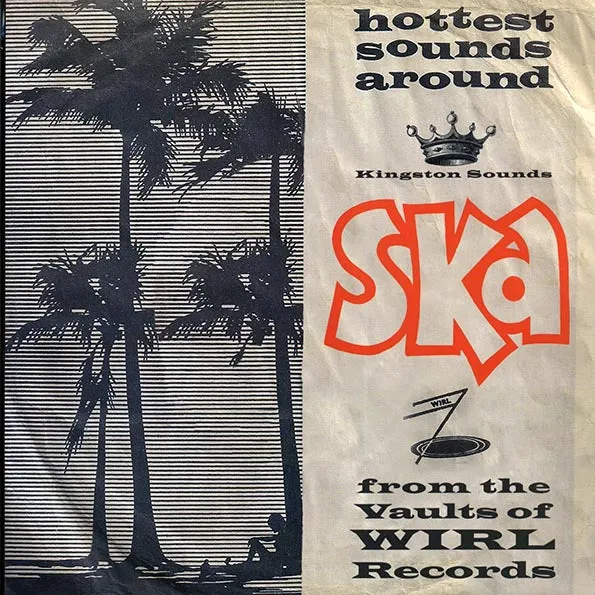 hottest
sounds
around
Kingston Sounds
SKa
WIRL
from the
Vaults of
WIRL
Records